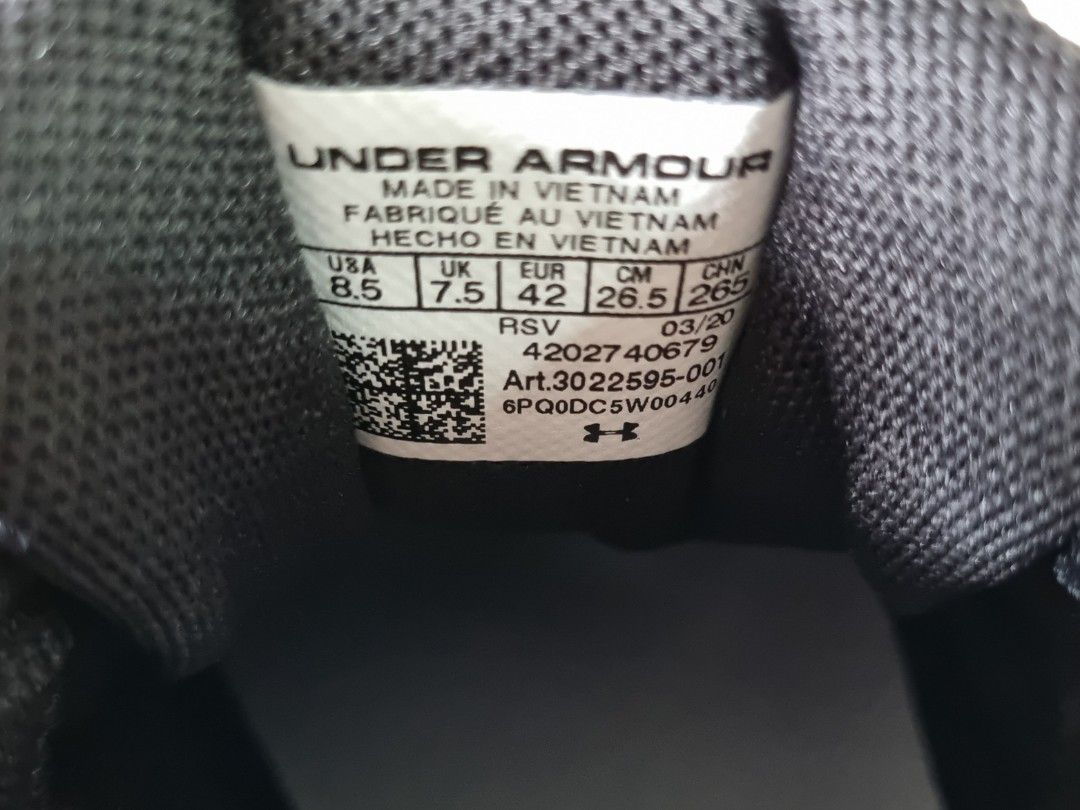 UNDER ARMOUR
MADE IN VIETNAM
FABRIQUÉ AU VIETNAM
HECHO EN VIETNAM
USA UK EUR CM CHN
8.5 7.5 42 26.5 265
RSV 03/20
4202740679
Art.3022595-001
6PQ0DC5W00440